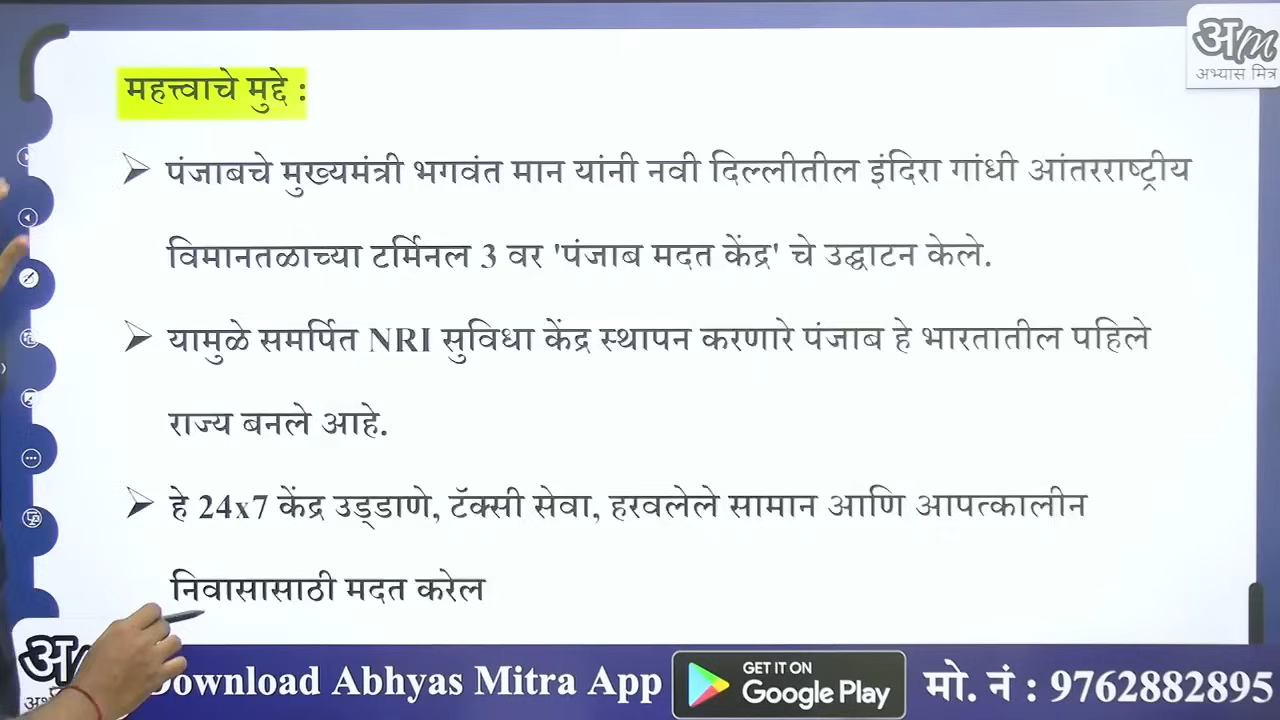 अm
अभ्यास मित्र
महत्त्वाचे मुद्दे :
पंजाबचे मुख्यमंत्री भगवंत मान यांनी नवी दिल्लीतील इंदिरा गांधी आंतरराष्ट्रीय
विमानतळाच्या टर्मिनल 3 वर 'पंजाब मदत केंद्र' चे उद्घाटन केले.
यामुळे समर्पित NRI सुविधा केंद्र स्थापन करणारे पंजाब हे भारतातील पहिले
राज्य बनले आहे.
हे 24x7 केंद्र उड्डाणे, टॅक्सी सेवा, हरवलेले सामान आणि आपत्कालीन
निवासासाठी मदत करेल
अm
Download Abhyas Mitra App
GET IT ON
Google Play
मो. नं : 9762882895